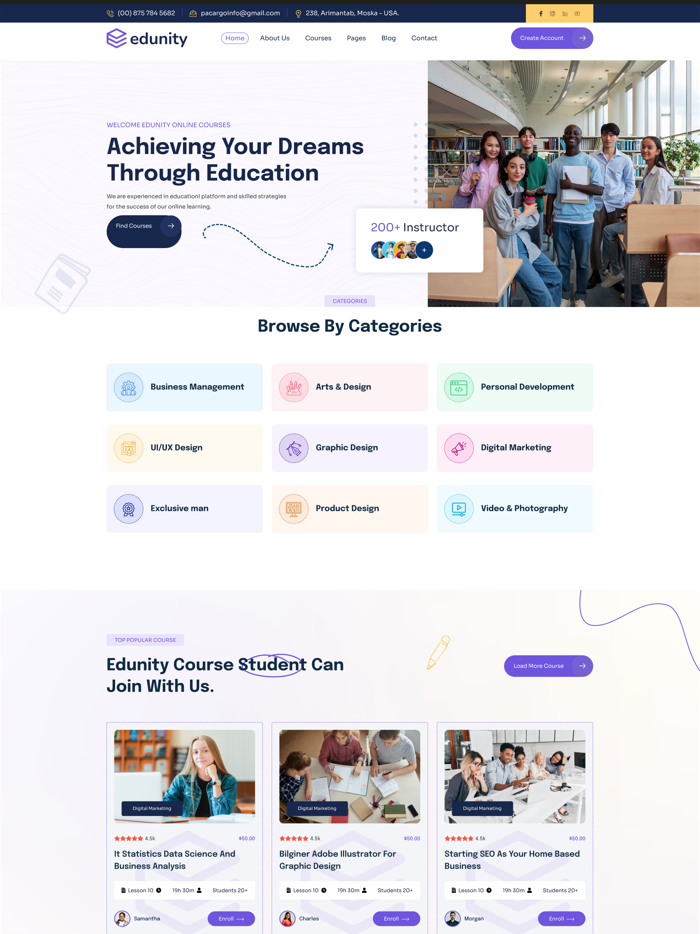 (00) 875 784 5682
pacargoinfo@gmail.com
238, Arimantab, Moska - USA.
edunity
Home
About Us
Courses
Pages
Blog
Contact
Create Account
WELCOME EDUNITY ONLINE COURSES
Achieving Your Dreams
Through Education
We are experienced in educationl platform and skilled strategies
for the success of our online learning.
Find Courses
200+ Instructor
+
CATEGORIES
Browse By Categories
Business Management
Arts & Design
Personal Development
UI/UX Design
Graphic Design
Digital Marketing
Exclusive man
Product Design
Video & Photography
TOP POPULAR COURSE
Edunity Course Student Can
Join With Us.
Load More Course
Digital Marketing
4.5k
¥50.00
It Statistics Data Science And
Business Analysis
Lesson 10
19h 30m
Students 20+
Samantha
Enroll
Digital Marketing
4.5k
¥50.00
Bilginer Adobe Illustrator For
Graphic Design
Lesson 10
19h 30m
Students 20+
Charles
Enroll
Digital Marketing
4.5k
¥50.00
Starting SEO As Your Home Based
Business
Lesson 10
19h 30m
Students 20+
Morgan
Enroll